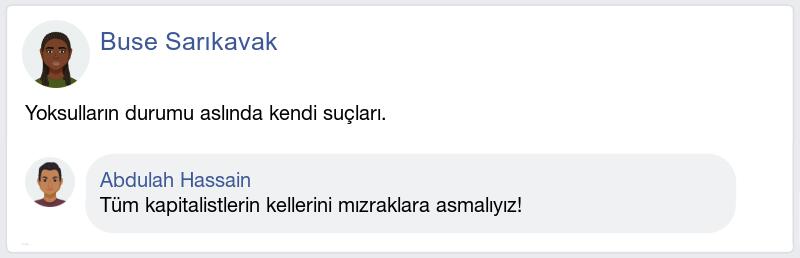 Buse Sarıkavak
Yoksulların durumu aslında kendi suçları.
Abdulah Hassain
Tüm kapitalistlerin kellerini mızraklara asmalıyız!